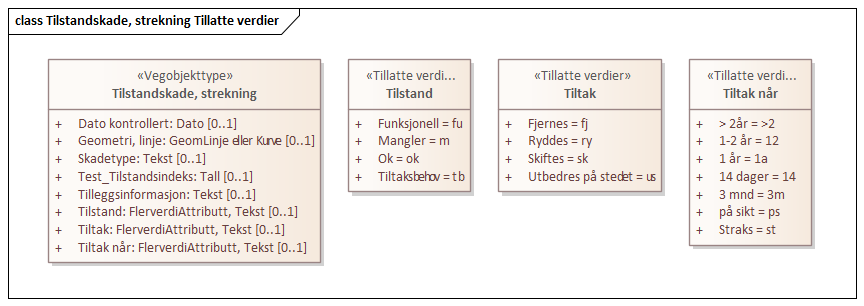 class Tilstandskade, strekning Tillatte verdier
«Vegobjekttype»
Tilstandskade, strekning
+ Dato kontrollert: Dato [0..1]
+ Geometri, linje: GeomLinje eller Kurve [0..1]
+ Skadetype: Tekst [0..1]
+ Test_Tilstandsindeks: Tall [0..1]
+ Tilleggsinformasjon: Tekst [0..1]
+ Tilstand: FlerverdiAttributt, Tekst [0..1]
+ Tiltak: FlerverdiAttributt, Tekst [0..1]
+ Tiltak når: FlerverdiAttributt, Tekst [0..1]
«Tillatte verdi...
Tilstand
+ Funksjonell = fu
+ Mangler = m
+ Ok = ok
+ Tiltaksbehov = tb
«Tillatte verdier»
Tiltak
+ Fjernes = fj
+ Ryddes = ry
+ Skiftes = sk
+ Utbedres på stedet = us
«Tillatte verdi...
Tiltak når
+ > 2år = >2
+ 1-2 år = 12
+ 1 år = 1a
+ 14 dager = 14
+ 3 mnd = 3m
+ på sikt = ps
+ Straks = st